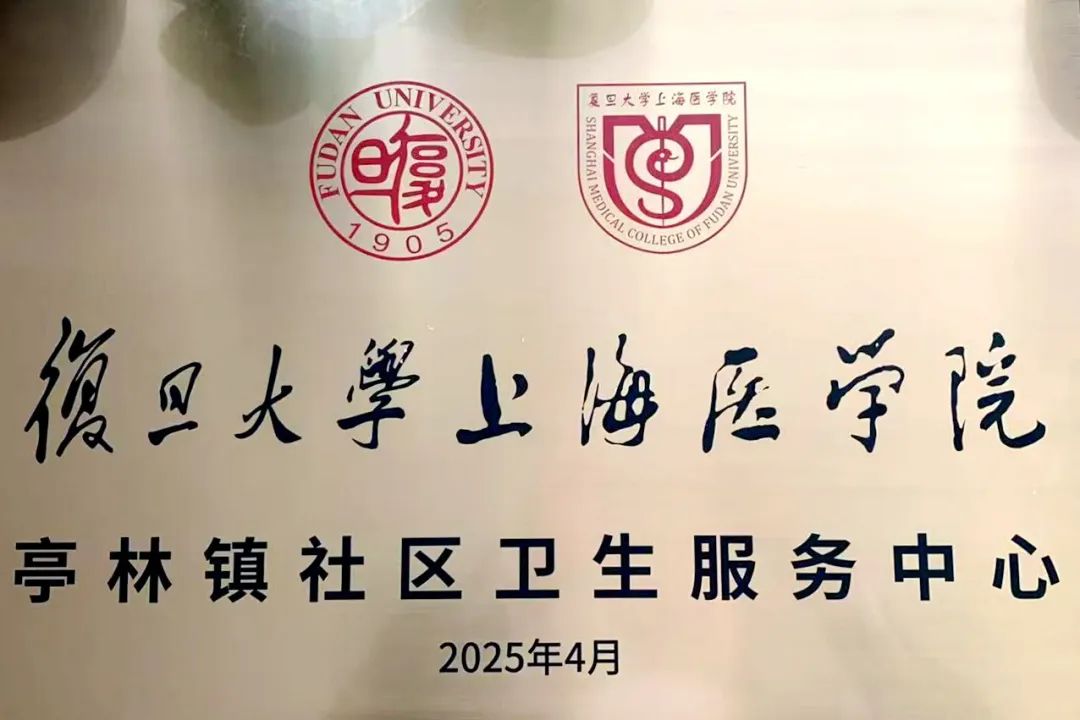 FUDAN UNIVERSITY
復旦
1905
复旦大学上海医学院
SHANGHAI MEDICAL COLLEGE OF FUDAN UNIVERSITY
復旦大學上海医学院
亭林镇社区卫生服务中心
2025年4月